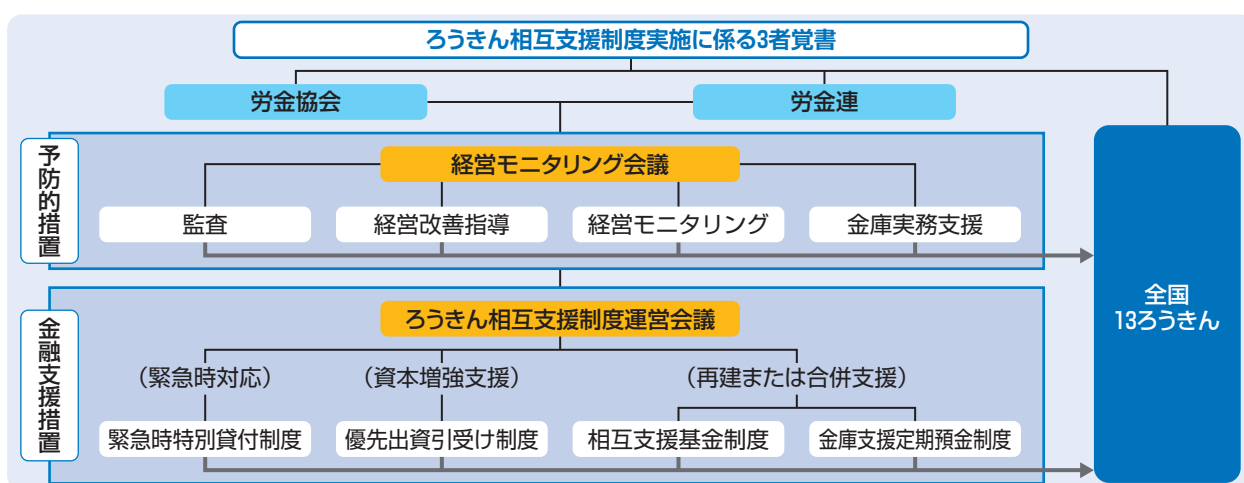 ろうきん相互支援制度実施に係る3者覚書
労金協会
労金連
予防的措置
経営モニタリング会議
監査
経営改善指導
経営モニタリング
金庫実務支援
全国
13ろうきん
金融支援措置
ろうきん相互支援制度運営会議
(緊急時対応)
(資本増強支援)
(再建または合併支援)
緊急時特別貸付制度
優先出資引受け制度
相互支援基金制度
金庫支援定期預金制度